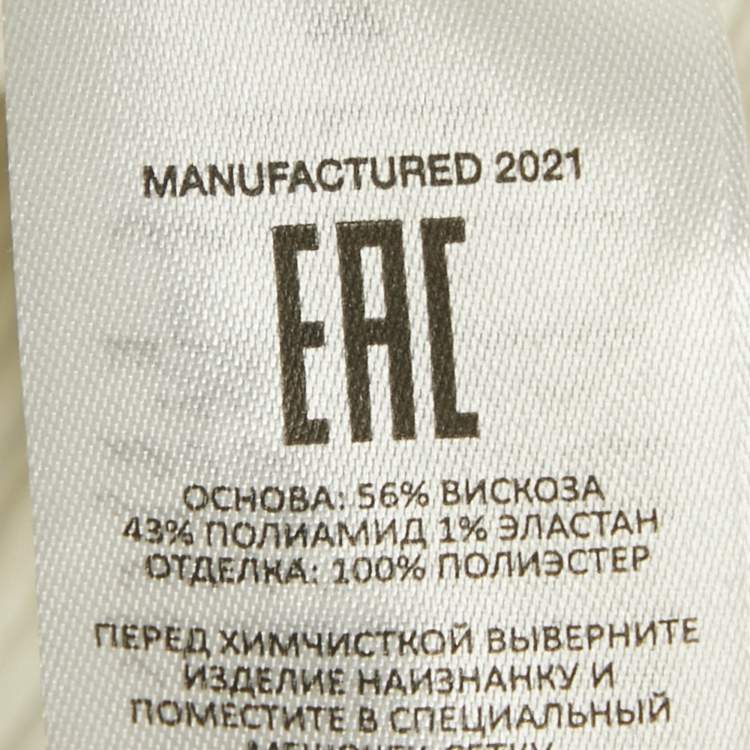 MANUFACTURED 2021
EAC
ОСНОВА: 56% ВИСКОЗА
43% ПОЛИАМИД 1% ЭЛАСТАН
ОТДЕЛКА: 100% ПОЛИЭСТЕР
ПЕРЕД ХИМЧИСТКОЙ ВЫВЕРНИТЕ
ИЗДЕЛИЕ НАИЗНАНКУ И
ПОМЕСТИТЕ В СПЕЦИАЛЬНЫЙ